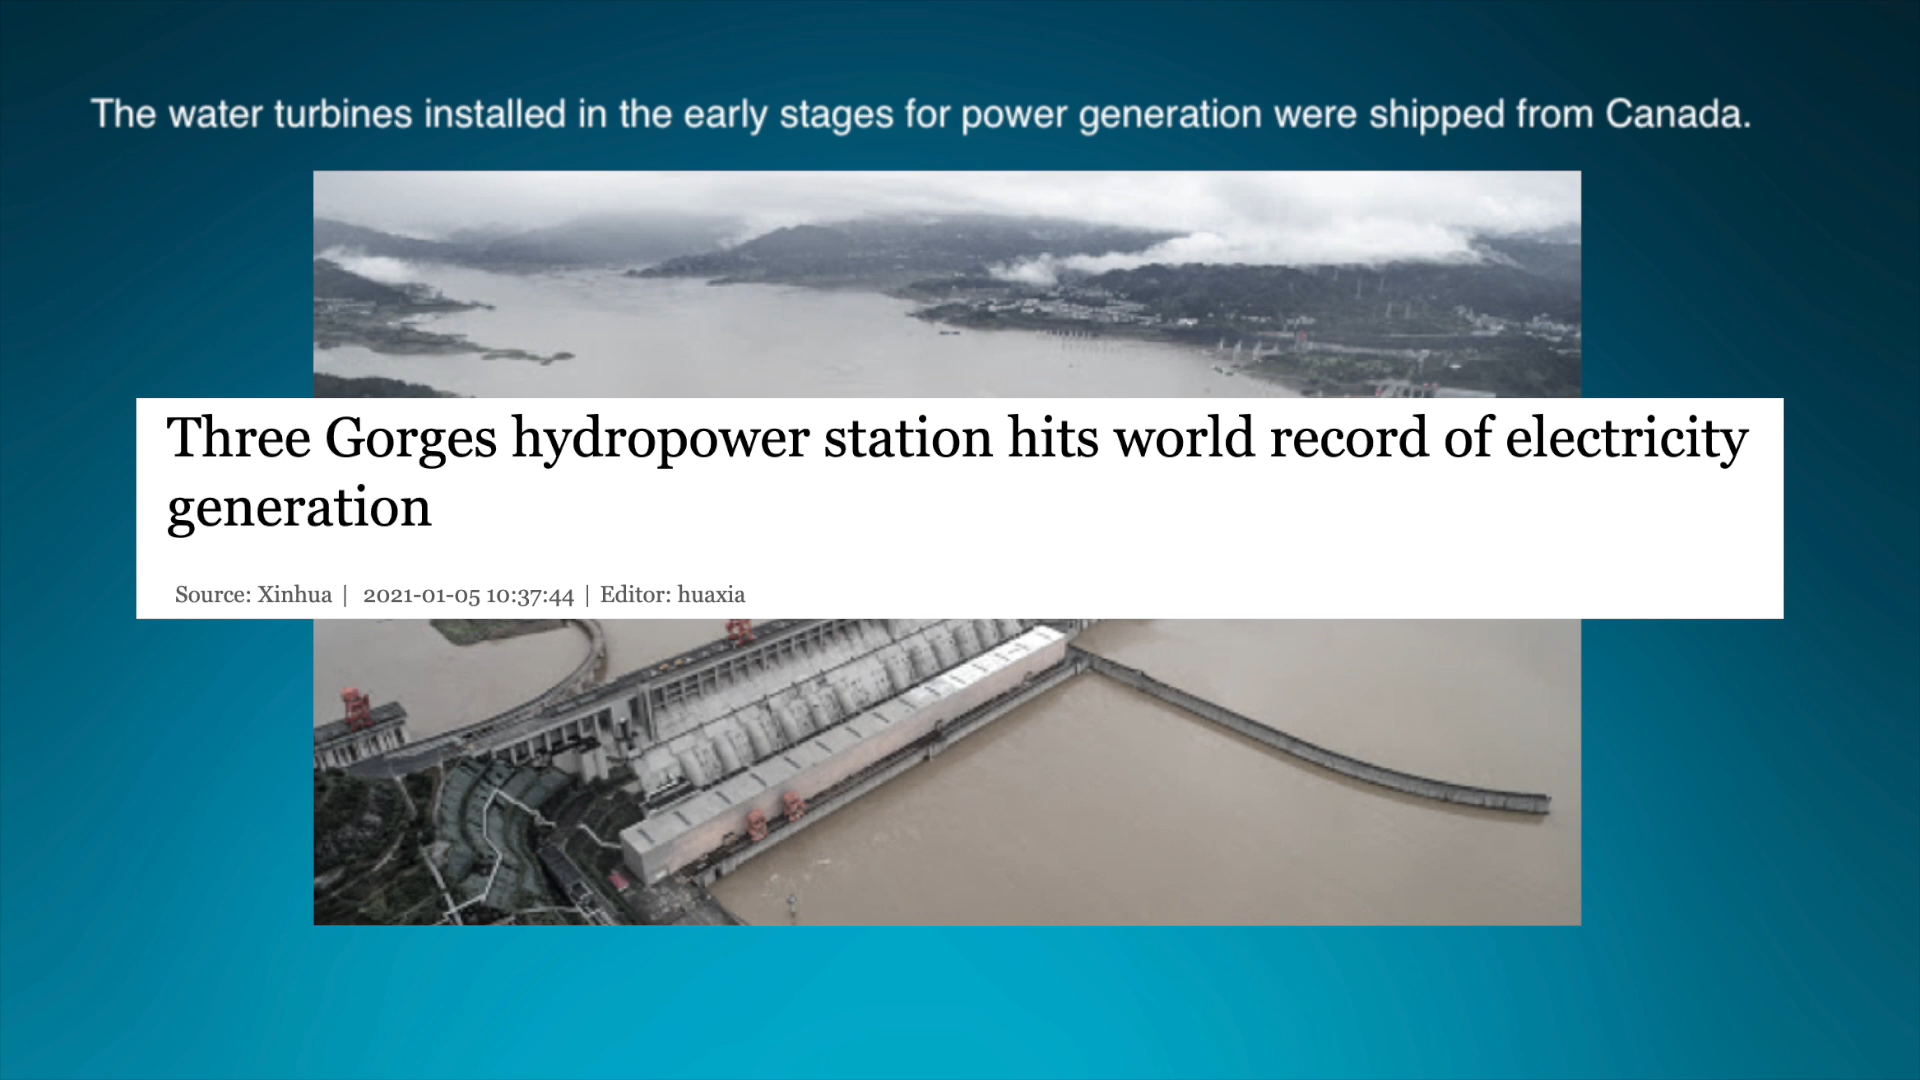 The water turbines installed in the early stages for power generation were shipped from Canada.
Three Gorges hydropower station hits world record of electricity
generation
Source: Xinhua | 2021-01-05 10:37:44 | Editor: huaxia